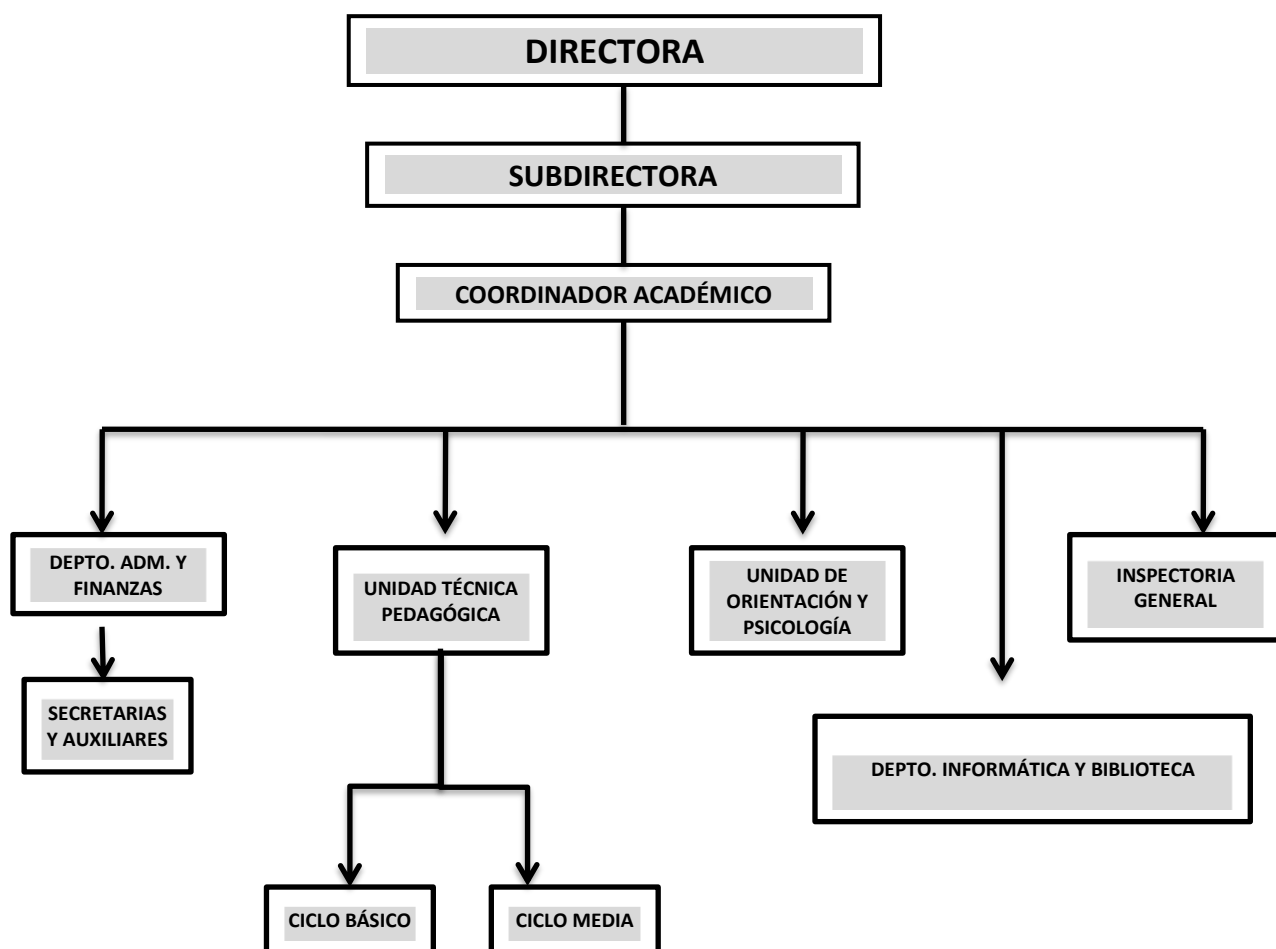 DIRECTORA
SUBDIRECTORA
COORDINADOR ACADÉMICO
DEPTO. ADM. Y
FINANZAS
UNIDAD TÉCNICA
PEDAGÓGICA
UNIDAD DE
ORIENTACIÓN Y
PSICOLOGÍA
INSPECTORIA
GENERAL
SECRETARIAS
Y AUXILIARES
DEPTO. INFORMÁTICA Y BIBLIOTECA
CICLO BÁSICO
CICLO MEDIA